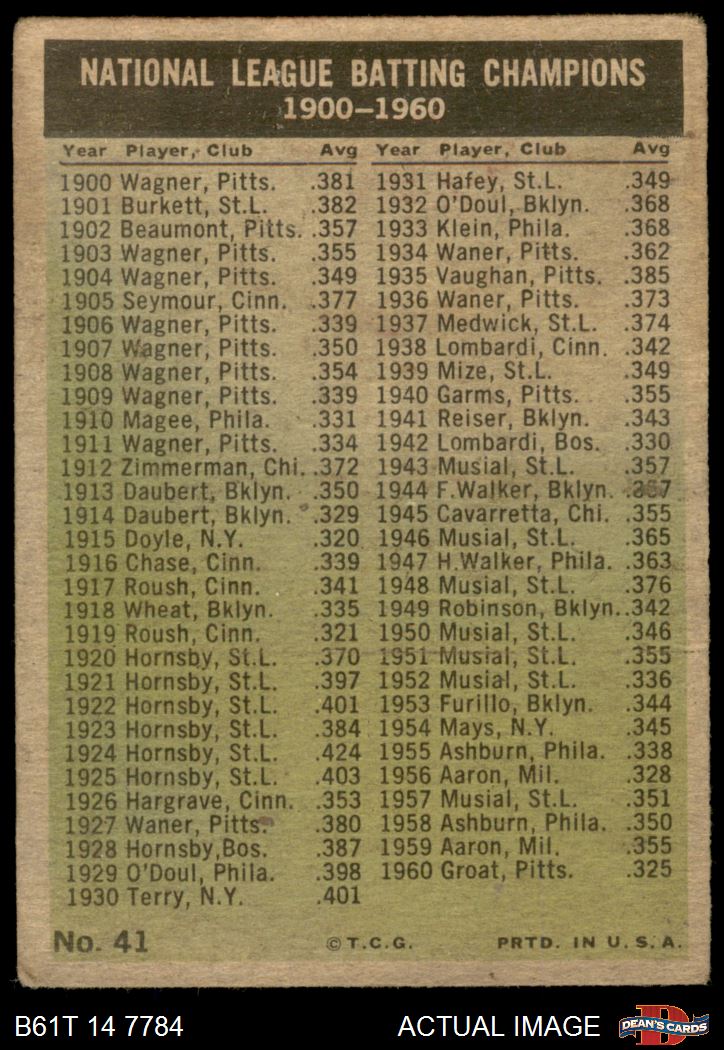 NATIONAL LEAGUE BATTING CHAMPIONS
1900-1960
Year Player, Club Avg
1900 Wagner, Pitts. .381
1901 Burkett, St.L. .382
1902 Beaumont, Pitts. .357
1903 Wagner, Pitts. .355
1904 Wagner, Pitts. .349
1905 Seymour, Cinn. .377
1906 Wagner, Pitts. .339
1907 Wagner, Pitts. .350
1908 Wagner, Pitts. .354
1909 Wagner, Pitts. .339
1910 Magee, Phila. .331
1911 Wagner, Pitts. .334
1912 Zimmerman, Chi. .372
1913 Daubert, Bklyn. .350
1914 Daubert, Bklyn. .329
1915 Doyle, N.Y. .320
1916 Chase, Cinn. .339
1917 Roush, Cinn. .341
1918 Wheat, Bklyn. .335
1919 Roush, Cinn. .321
1920 Hornsby, St.L. .370
1921 Hornsby, St.L. .397
1922 Hornsby, St.L. .401
1923 Hornsby, St.L. .384
1924 Hornsby, St.L. .424
1925 Hornsby, St.L. .403
1926 Hargrave, Cinn. .353
1927 Waner, Pitts. .380
1928 Hornsby,Bos. .387
1929 O'Doul, Phila. .398
1930 Terry, N.Y. .401
Year Player, Club Avg
1931 Hafey, St.L. .349
1932 O'Doul, Bklyn. .368
1933 Klein, Phila. .368
1934 Waner, Pitts. .362
1935 Vaughan, Pitts. .385
1936 Waner, Pitts. .373
1937 Medwick, St.L. .374
1938 Lombardi, Cinn. .342
1939 Mize, St.L. .349
1940 Garms, Pitts. .355
1941 Reiser, Bklyn. .343
1942 Lombardi, Bos. .330
1943 Musial, St.L. .357
1944 F.Walker, Bklyn. .357
1945 Cavarretta, Chi. .355
1946 Musial, St.L. .365
1947 H.Walker, Phila. .363
1948 Musial, St.L. .376
1949 Robinson, Bklyn. .342
1950 Musial, St.L. .346
1951 Musial, St.L. .355
1952 Musial, St.L. .336
1953 Furillo, Bklyn. .344
1954 Mays, N.Y. .345
1955 Ashburn, Phila. .338
1956 Aaron, Mil. .328
1957 Musial, St.L. .351
1958 Ashburn, Phila. .350
1959 Aaron, Mil. .355
1960 Groat, Pitts. .325
No. 41 © T.C.G. PRTD. IN U.S.A.
B61T 14 7784 ACTUAL IMAGE DEAN'S CARDS